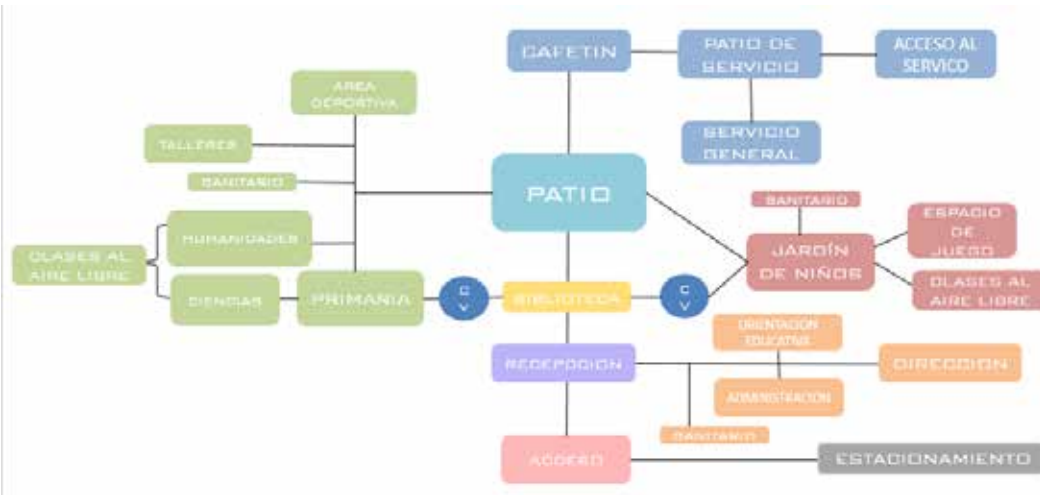 CAFETIN
PATIO DE
SERVICIO
ACCESO AL
SERVICO
AREA
DEPORTIVA
TALLERES
SERVICIO
GENERAL
SANITARIO
PATIO
SANITARIO
HUMANIDADES
ESPACIO
DE
JUEGO
JARDÍN
DE NIÑOS
CLASES AL
AIRE LIBRE
CIENCIAS
PRIMARIA
C
V
BIBLIOTECA
C
V
CLASES AL
AIRE LIBRE
ORIENTACION
EDUCATIVA
RECEPCION
DIRECCION
ADMINISTRACION
SANITARIO
ACCESO
ESTACIONAMIENTO